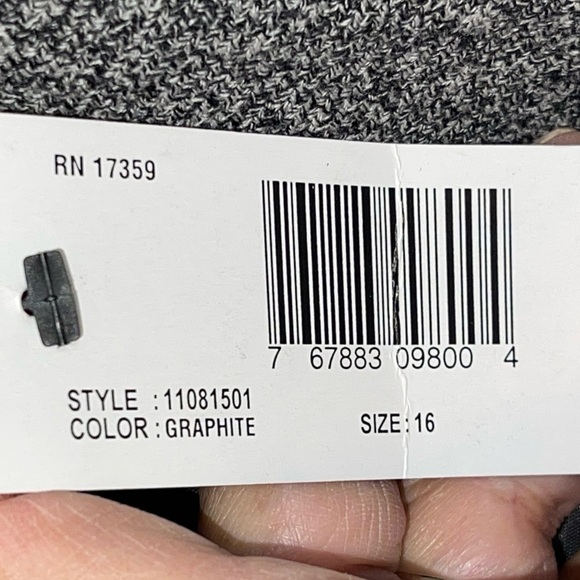 RN 17359
7 67883 09800 4
STYLE : 11081501
COLOR : GRAPHITE
SIZE: 16